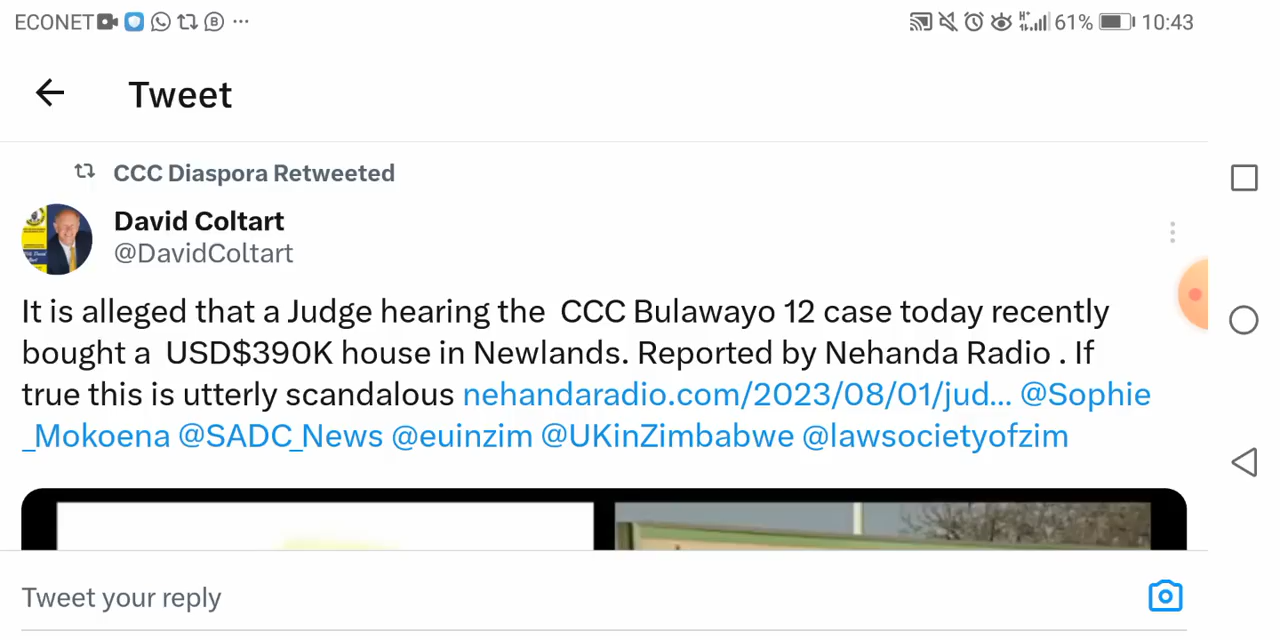 ECONET 61% 10:43
Tweet
CCC Diaspora Retweeted
David Coltart
@DavidColtart
It is alleged that a Judge hearing the  CCC Bulawayo 12 case today recently
bought a  USD$390K house in Newlands. Reported by Nehanda Radio . If
true this is utterly scandalous nehandaradio.com/2023/08/01/jud... @Sophie
_Mokoena @SADC_News @euinzim @UKinZimbabwe @lawsocietyofzim
Tweet your reply